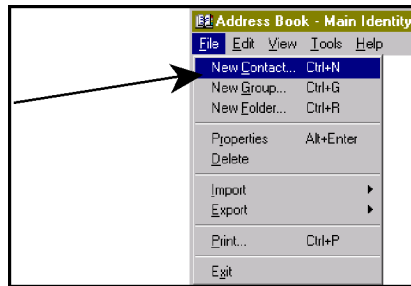 Address Book - Main Identity
File Edit View Tools Help
New Contact... Ctrl+N
New Group... Ctrl+G
New Folder... Ctrl+R
Properties Alt+Enter
Delete
Import
Export
Print... Ctrl+P
Exit